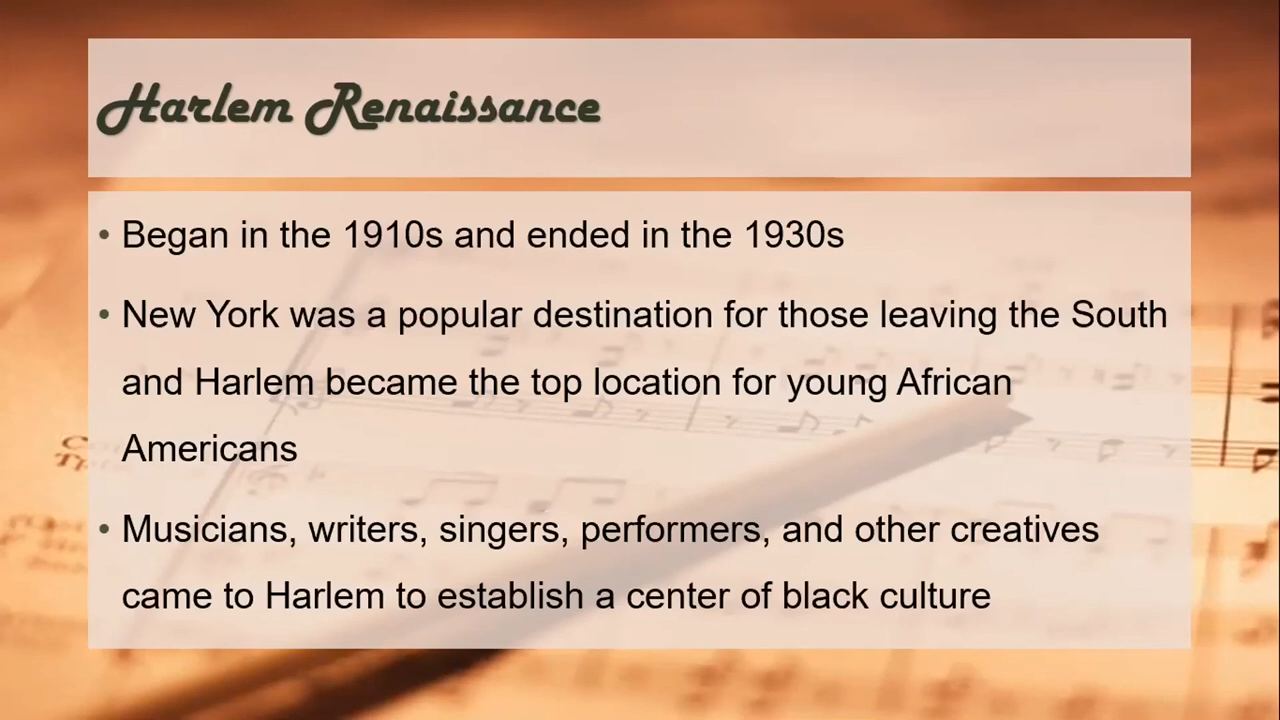 Harlem Renaissance
• Began in the 1910s and ended in the 1930s
• New York was a popular destination for those leaving the South
and Harlem became the top location for young African
Americans
• Musicians, writers, singers, performers, and other creatives
came to Harlem to establish a center of black culture